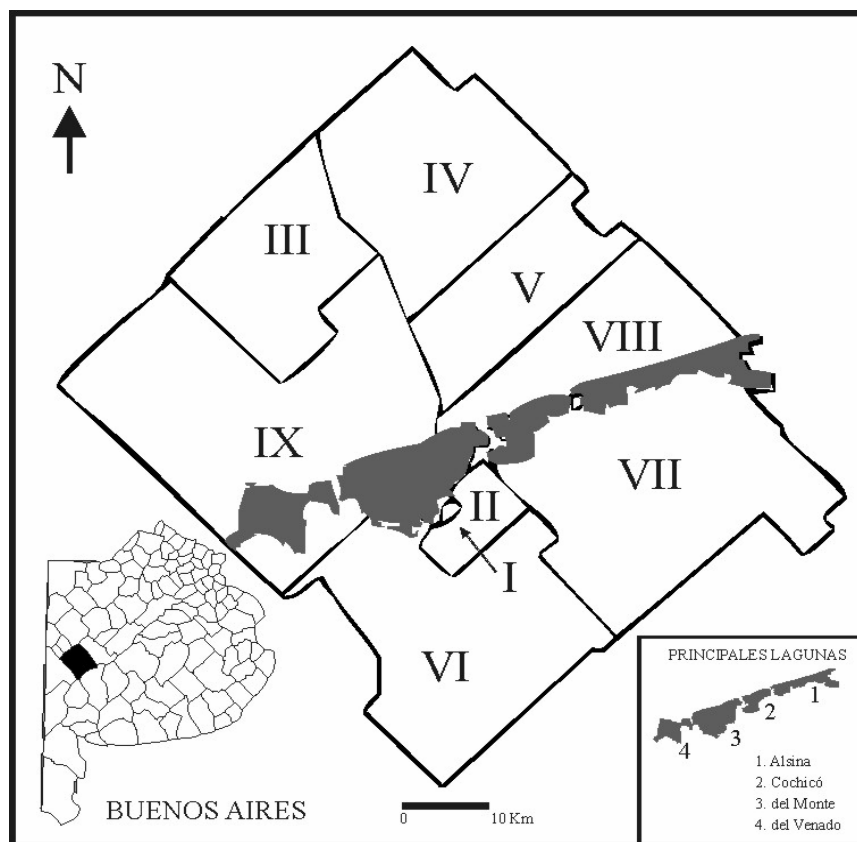 N
IV
III
V
VIII
IX
VII
II
I
VI
BUENOS AIRES
0 10 Km
PRINCIPALES LAGUNAS
1
2
3
4
1. Alsina
2. Cochicó
3. del Monte
4. del Venado